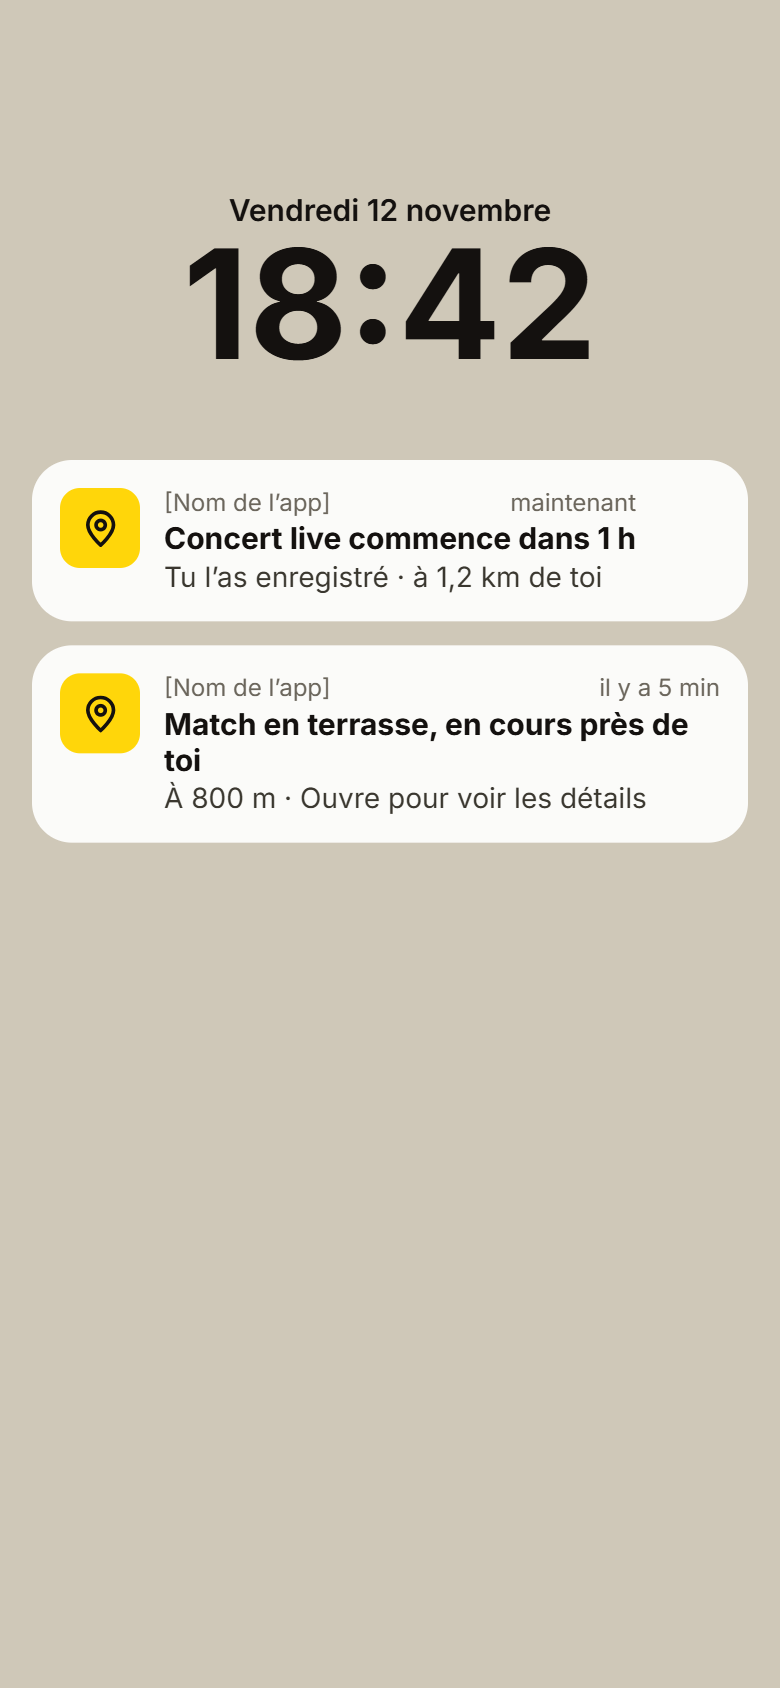 Vendredi 12 novembre
18:42
[Nom de l’app] maintenant
Concert live commence dans 1 h
Tu l’as enregistré · à 1,2 km de toi
[Nom de l’app] il y a 5 min
Match en terrasse, en cours près de
toi
À 800 m · Ouvre pour voir les détails